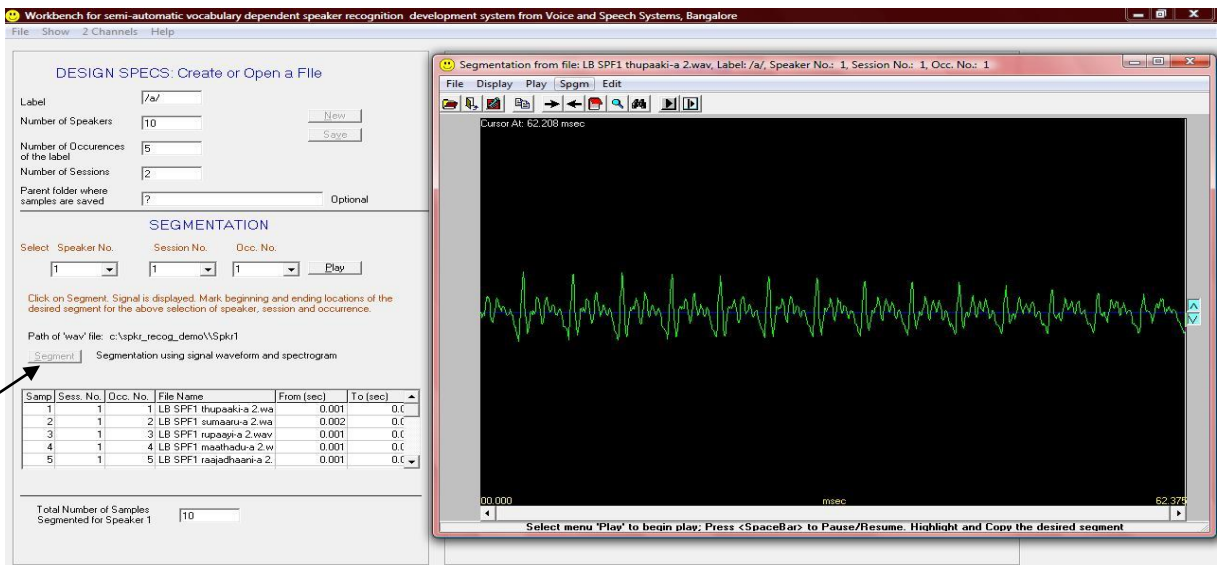 Workbench for semi-automatic vocabulary dependent speaker recognition development system from Voice and Speech Systems, Bangalore
File Show 2 Channels Help
DESIGN SPECS: Create or Open a FIle
Label /a/
Number of Speakers 10 New
Save
Number of Occurences
of the label 5
Number of Sessions 2
Parent folder where
samples are saved ? Optional
SEGMENTATION
Select Speaker No. Session No. Occ. No.
1 1 1 Play
Click on Segment. Signal is displayed. Mark beginning and ending locations of the
desired segment for the above selection of speaker, session and occurrence.
Path of 'wav' file: c:\spkr_recog_demo\\Spkr1
Segment Segmentation using signal waveform and spectrogram
Samp Sess. No. Occ. No. File Name From (sec) To (sec)
1 1 1 LB SPF1 thupaaki-a 2.wa 0.001 0.0
2 1 2 LB SPF1 sumaaru-a 2.wa 0.002 0.0
3 1 3 LB SPF1 rupaayi-a 2.wav 0.001 0.0
4 1 4 LB SPF1 maathadu-a 2.w 0.001 0.0
5 1 5 LB SPF1 raajadhaani-a 2. 0.001 0.0
Total Number of Samples
Segmented for Speaker 1 10
Segmentation from file: LB SPF1 thupaaki-a 2.wav, Label: /a/, Speaker No.: 1, Session No.: 1, Occ. No.: 1
File Display Play Spgm Edit
Cursor At: 62.208 msec
00.000 msec 62.375
Select menu 'Play' to begin play; Press <SpaceBar> to Pause/Resume. Highlight and Copy the desired segment